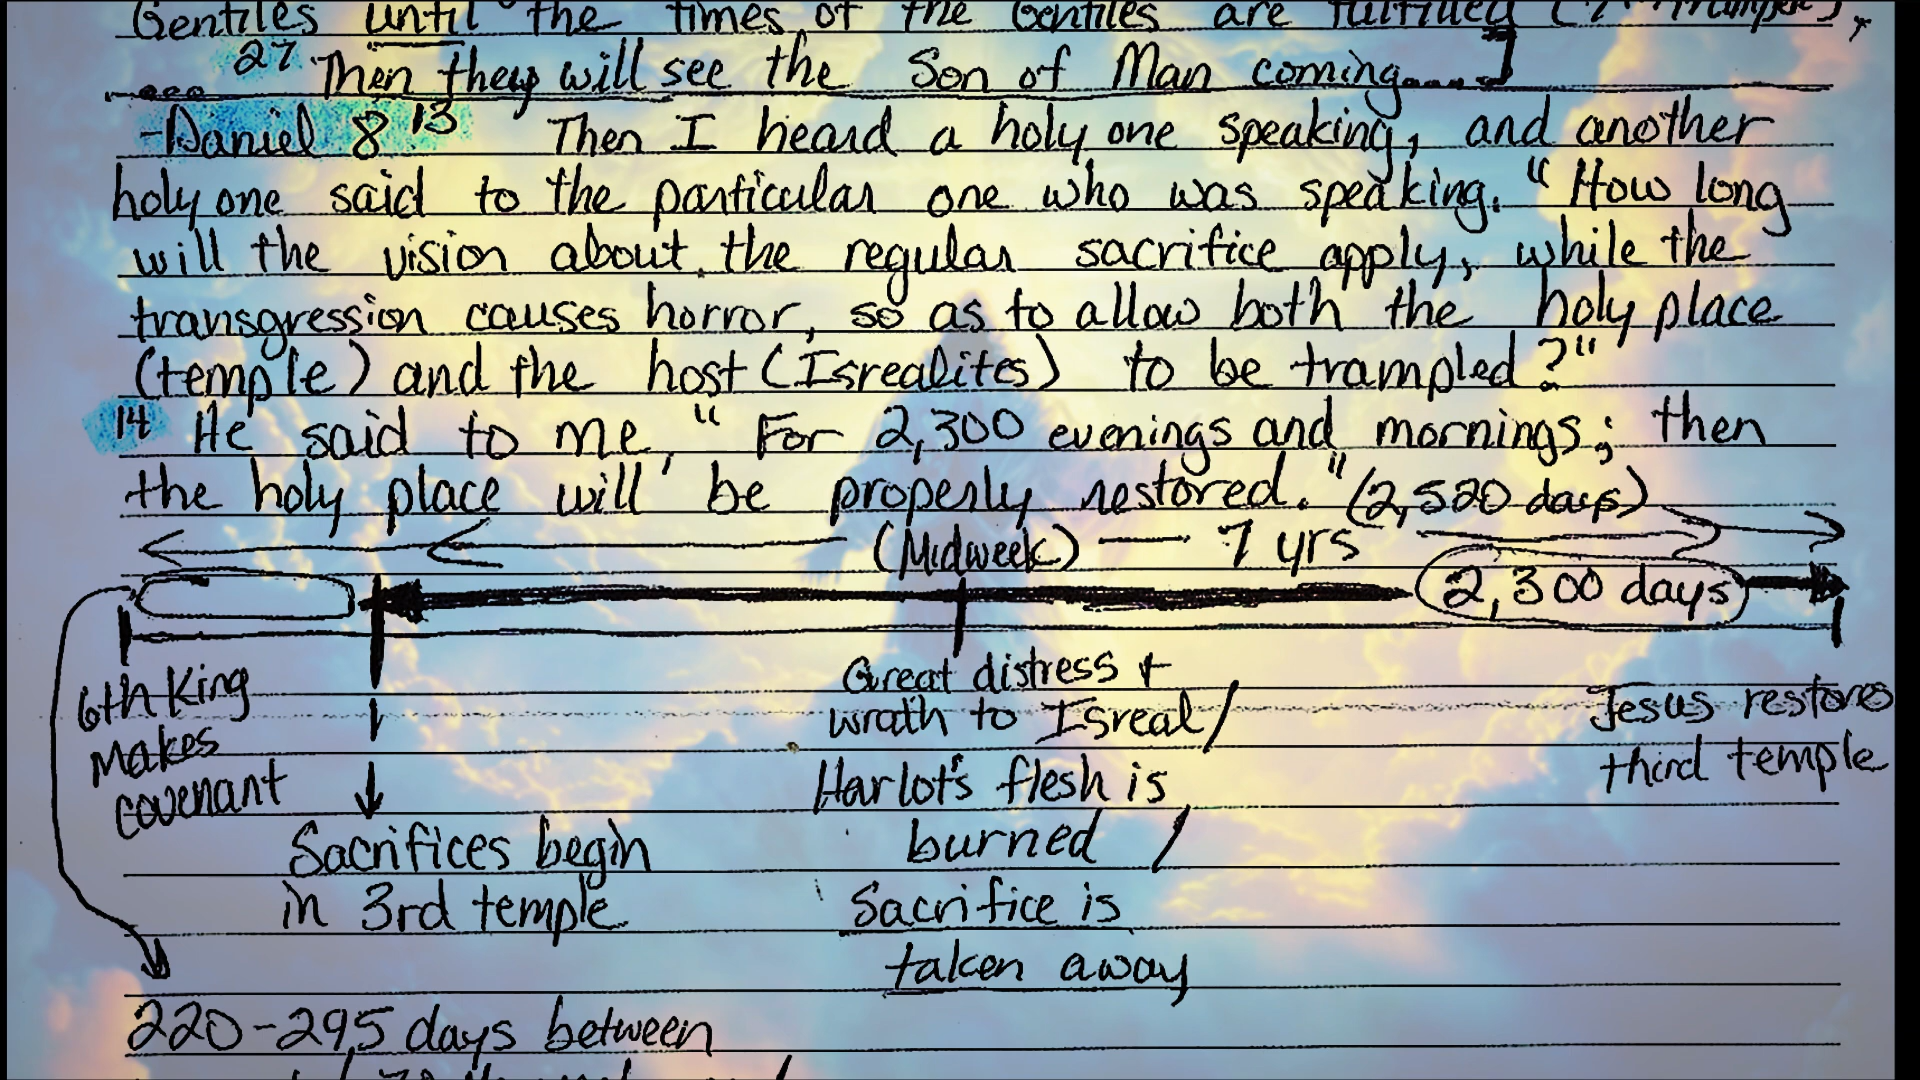 Gentiles until the times of the Gentiles are fulfilled
27 Then they will see the Son of Man coming....]
...
-Daniel 8 13 Then I heard a holy one speaking, and another
holy one said to the particular one who was speaking. "How long
will the vision about the regular sacrifice apply, while the
transgression causes horror, so as to allow both the holy place
(temple) and the host (Isrealites) to be trampled?"
14 He said to me, "For 2,300 evenings and mornings; then
the holy place will be properly restored." (2,520 days)
(Midweek) — 7 yrs
2,300 days
6th King
makes
covenant
Sacrifices begin
in 3rd temple
Great distress +
wrath to Isreal/
Harlot's flesh is
burned /
Sacrifice is
taken away
Jesus restores
third temple
220-295 days between